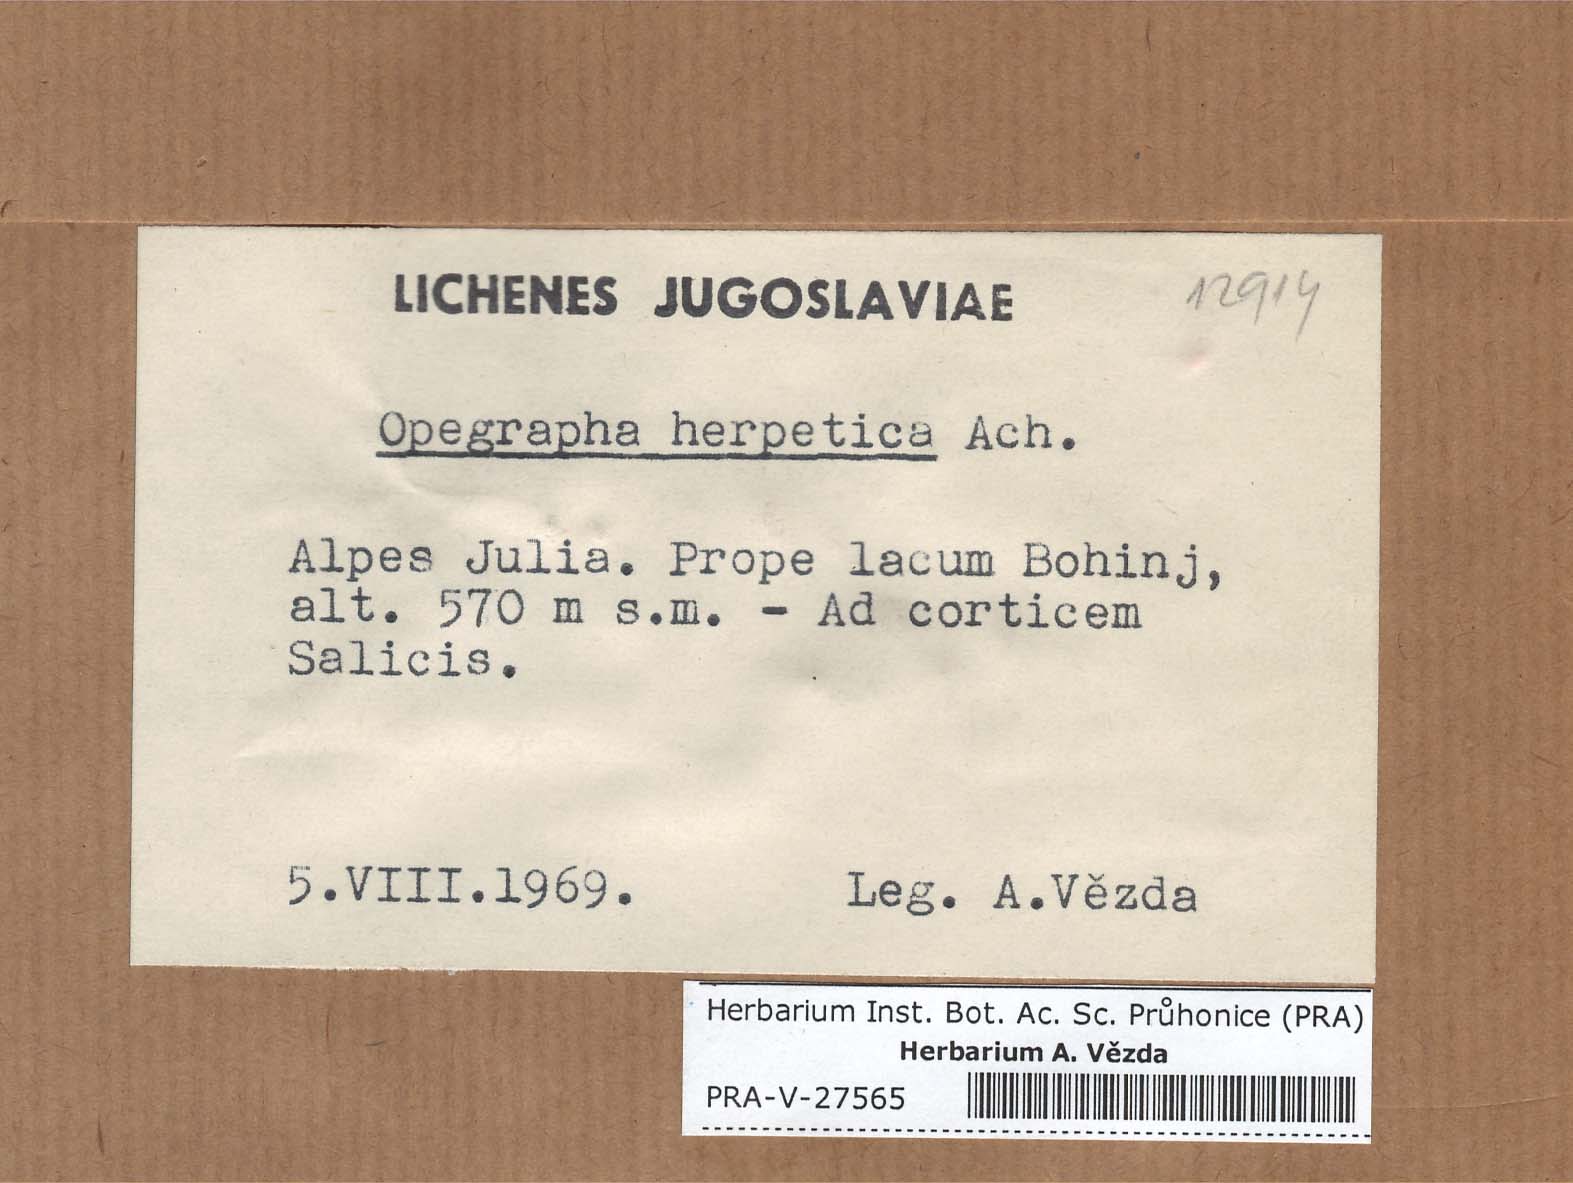 LICHENES JUGOSLAVIAE
12914
Opegrapha herpetica Ach.
Alpes Julia. Prope lacum Bohinj,
alt. 570 m s.m. - Ad corticem
Salicis.
5.VIII.1969. Leg. A.Vězda
Herbarium Inst. Bot. Ac. Sc. Průhonice (PRA)
Herbarium A. Vězda
PRA-V-27565